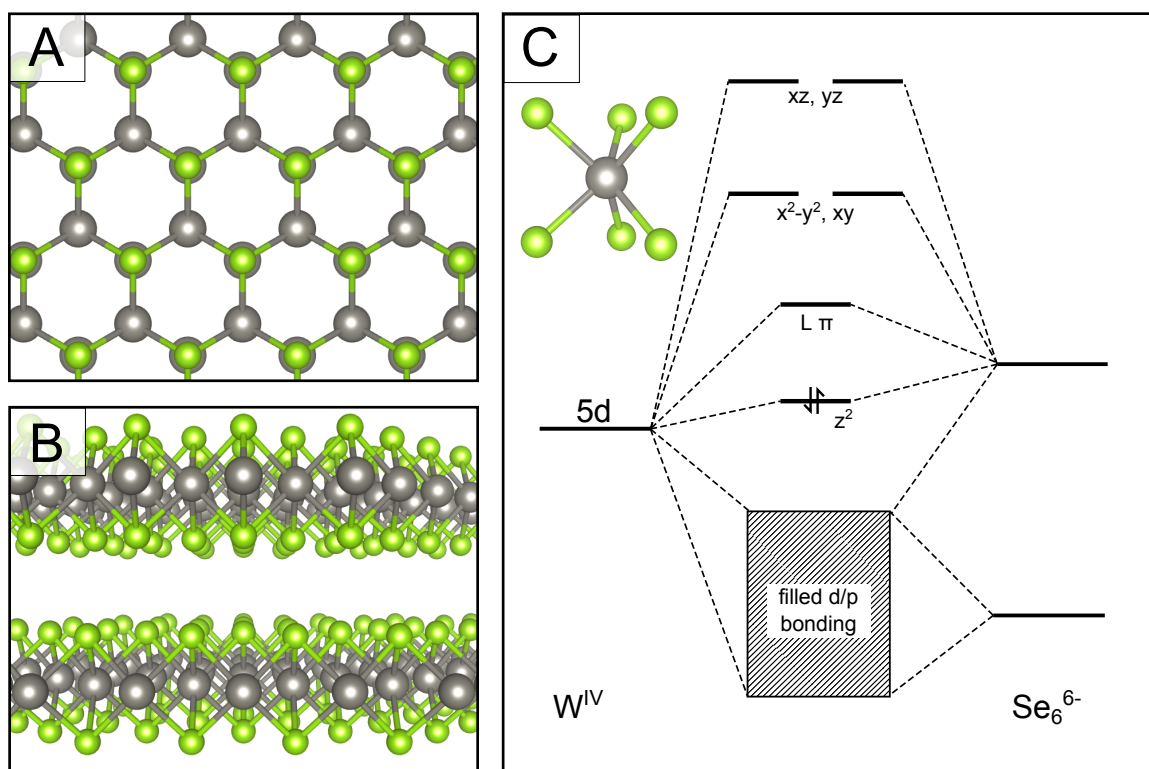 A
B
C
xz, yz
x²-y², xy
L π
z²
5d
filled d/p
bonding
Wᴵⱽ
Se₆⁶⁻